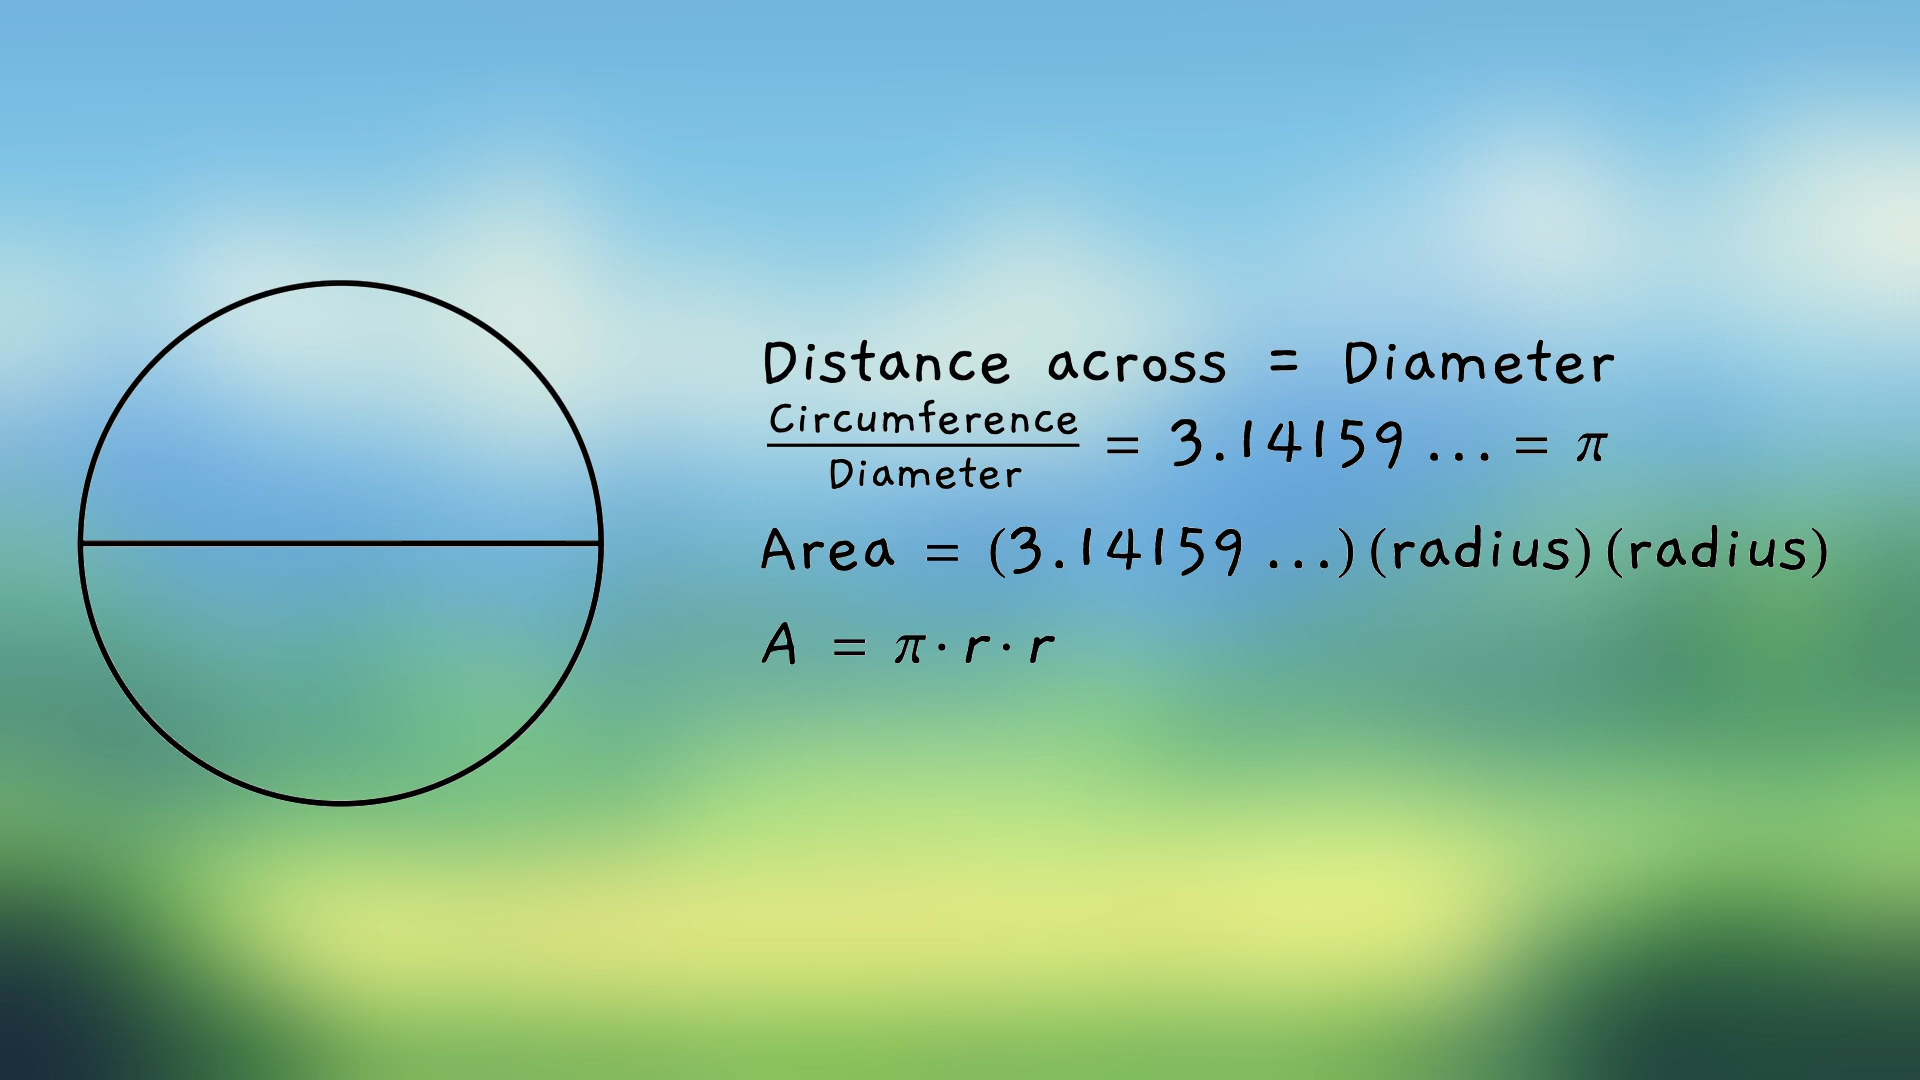 Distance across = Diameter
Circumference / Diameter = 3.14159 ... = π
Area = (3.14159 ...)(radius)(radius)
A = π · r · r